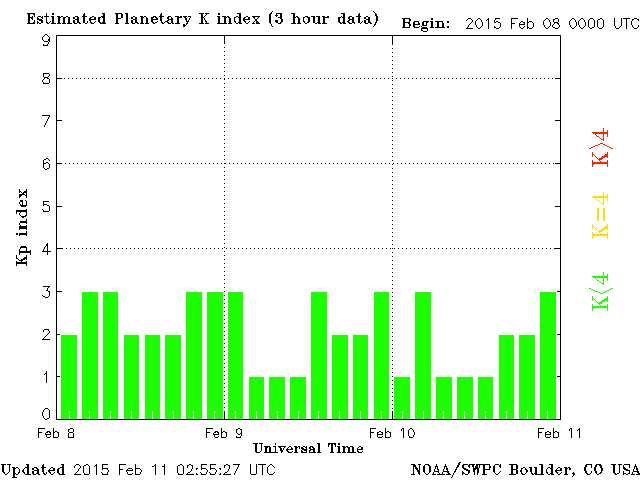 Estimated Planetary K index (3 hour data) Begin: 2015 Feb 08 0000 UTC
9
8
7
6
5
4
3
2
1
0
Kp index
K>4
K=4
K<4
Feb 8 Feb 9 Feb 10 Feb 11
Universal Time
Updated 2015 Feb 11 02:55:27 UTC NOAA/SWPC Boulder, CO USA